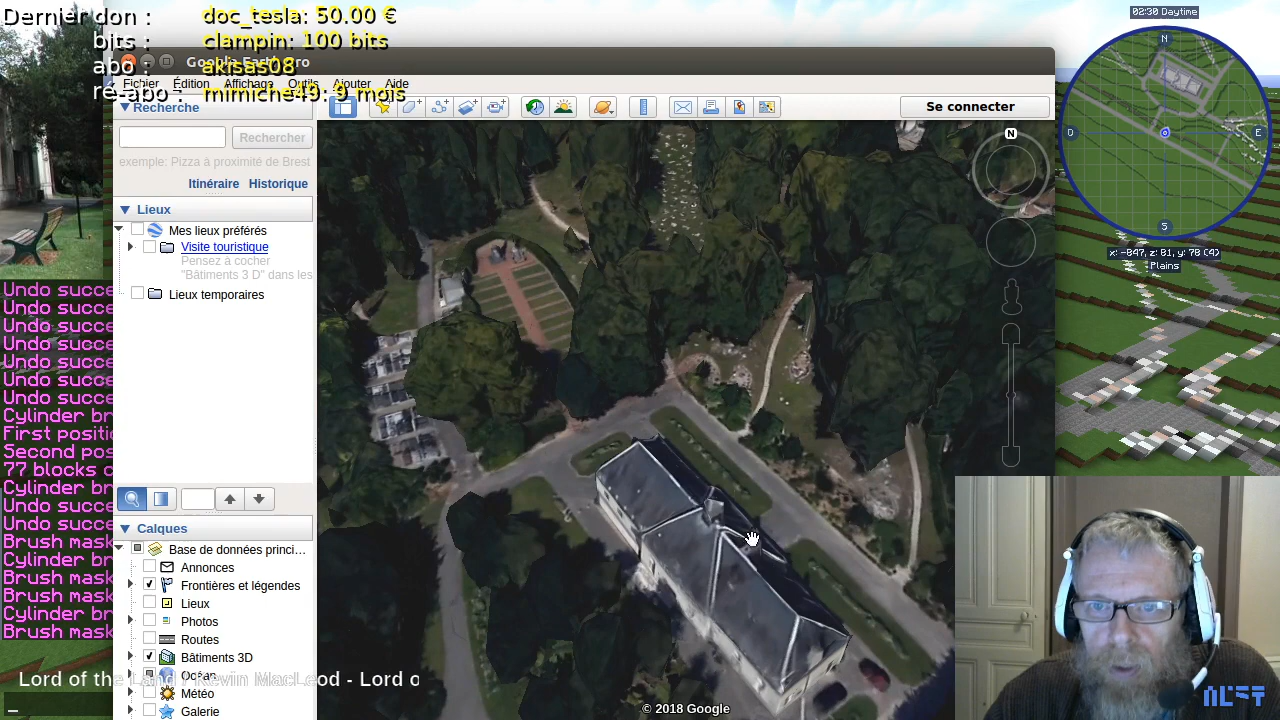 Dernier don : doc_tesla: 50.00 €
bits : clampin: 100 bits
abo : akisas08
re-abo : mimiche49: 9 mois
Fichier Édition Affichage Outils Ajouter Aide
Recherche
Se connecter
Rechercher
exemple: Pizza à proximité de Brest
Itinéraire Historique
Lieux
Mes lieux préférés
Visite touristique
Pensez à cocher
"Bâtiments 3 D" dans les
Lieux temporaires
Calques
Base de données princi…
Annonces
Frontières et légendes
Lieux
Photos
Routes
Bâtiments 3D
Océan
Météo
Galerie
Undo succe
Undo succe
Undo succe
Undo succe
Undo succe
Undo succe
Undo succe
Cylinder br
First positio
Second pos
77 blocks c
Cylinder br
Undo succe
Undo succe
Brush mask
Cylinder br
Brush mask
Brush mask
Cylinder br
Brush mask
Lord of the Land / Kevin MacLeod - Lord o
N
© 2018 Google
02:30 Daytime
N
O E
S
x: -847, z: 81, y: 78 (4)
Plains